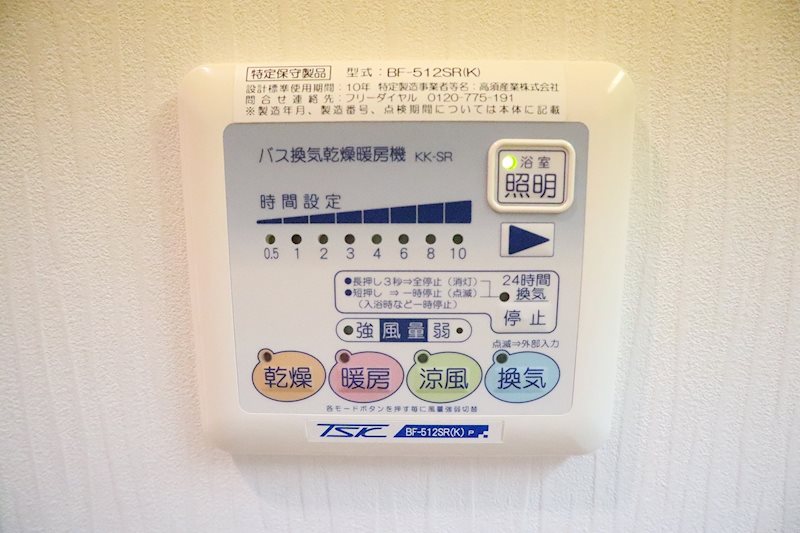 特定保守製品 型式：BF-512SR(K)
設計標準使用期間：10年 特定製造事業者等名：高須産業株式会社
問合せ連絡先：フリーダイヤル 0120-775-191
※製造年月、製造番号、点検期間については本体に記載
バス換気乾燥暖房機 KK-SR
浴室
照明
時間設定
0.5 1 2 3 4 6 8 10
●長押し3秒⇒全停止（消灯）
●短押し ⇒一時停止（点滅）
（入浴時など一時停止）
24時間
換気
停止
強 風量 弱
点滅⇒外部入力
乾燥 暖房 涼風 換気
各モードボタンを押す毎に風量強弱切替
TSK BF-512SR(K) P